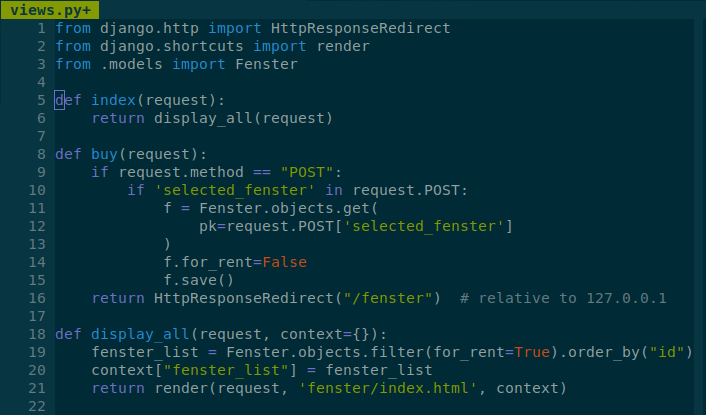 views.py+
1 from django.http import HttpResponseRedirect
2 from django.shortcuts import render
3 from .models import Fenster
4
5 def index(request):
6     return display_all(request)
7
8 def buy(request):
9     if request.method == "POST":
10         if 'selected_fenster' in request.POST:
11             f = Fenster.objects.get(
12                 pk=request.POST['selected_fenster']
13             )
14             f.for_rent=False
15             f.save()
16     return HttpResponseRedirect("/fenster")  # relative to 127.0.0.1
17
18 def display_all(request, context={}):
19     fenster_list = Fenster.objects.filter(for_rent=True).order_by("id")
20     context["fenster_list"] = fenster_list
21     return render(request, 'fenster/index.html', context)
22